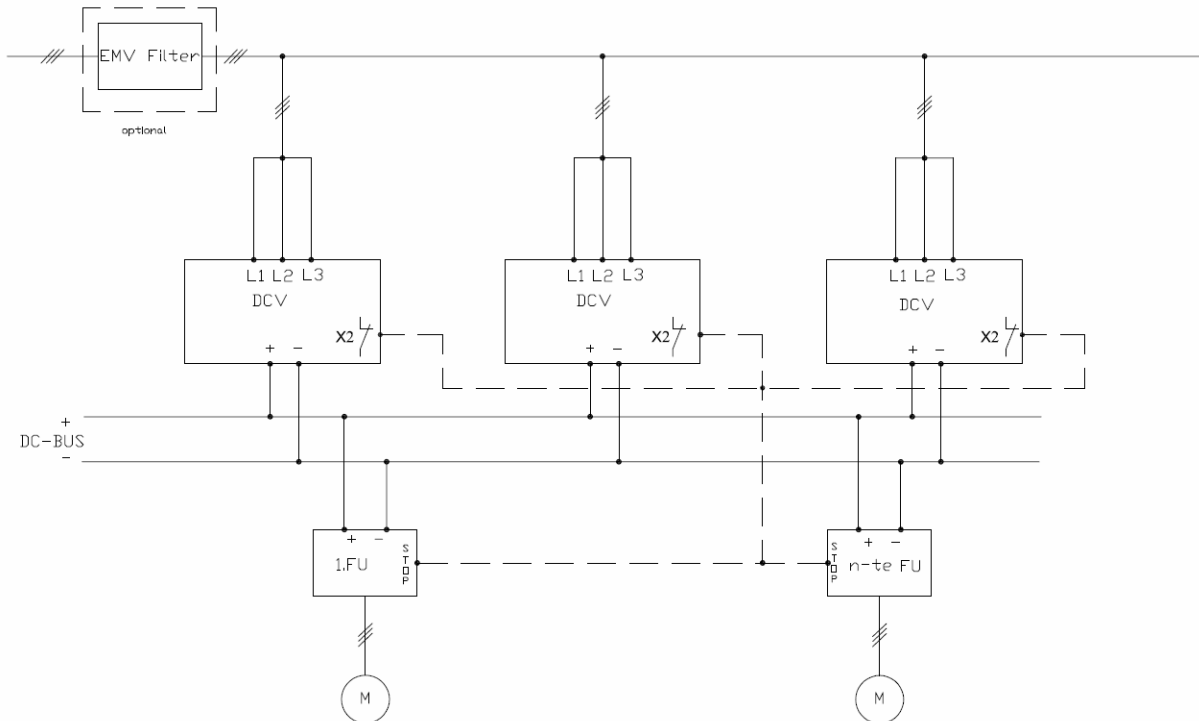 EMV Filter
optional
L1 L2 L3
DCV
X2
+ −
L1 L2 L3
DCV
X2
+ −
L1 L2 L3
DCV
X2
+ −
+
DC-BUS
−
+ −
1.FU
STOP
+ −
STOP
n-te FU
M
M